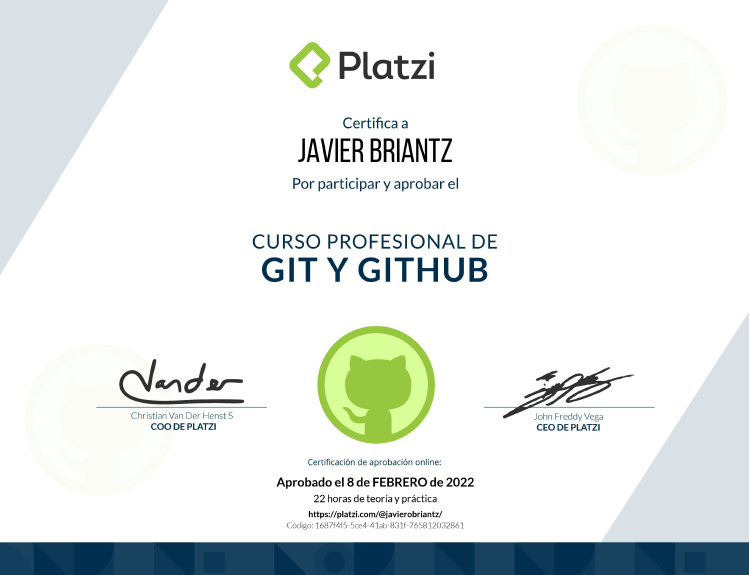 Platzi
Certifica a
JAVIER BRIANTZ
Por participar y aprobar el
CURSO PROFESIONAL DE
GIT Y GITHUB
Vander
Christian Van Der Henst S
COO DE PLATZI
John Freddy Vega
CEO DE PLATZI
Certificación de aprobación online:
Aprobado el 8 de FEBRERO de 2022
22 horas de teoría y práctica
https://platzi.com/@javierobriantz/
Código: 1687f4f5-5ce4-41ab-831f-765812032861